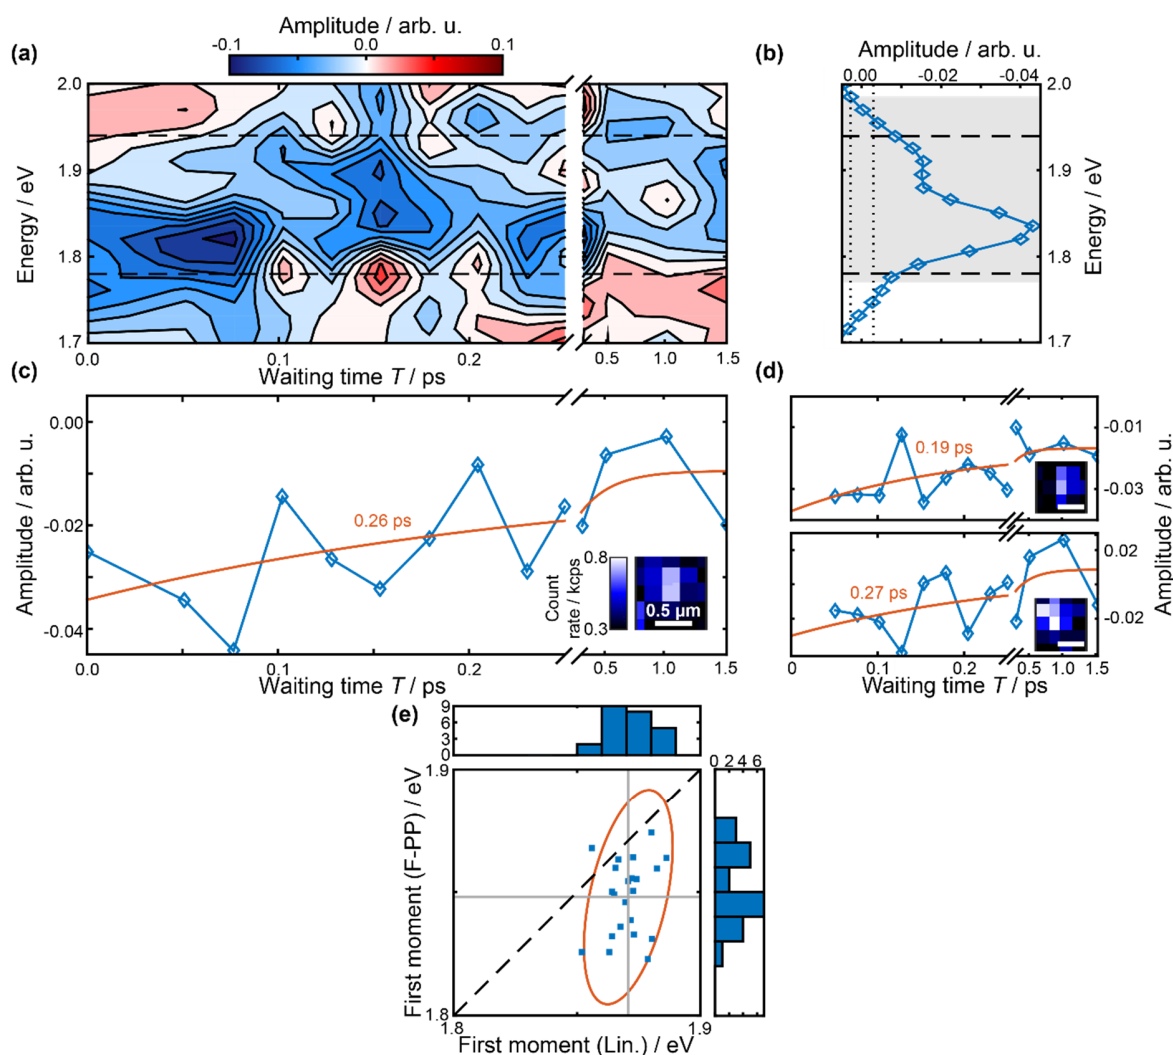 (a)
Amplitude / arb. u.
-0.1 0.0 0.1
2.0
1.9
1.8
1.7
Energy / eV
0.0 0.1 0.2 0.5 1.0 1.5
Waiting time T / ps
(b)
Amplitude / arb. u.
0.00 -0.02 -0.04
2.0
1.9
1.8
1.7
Energy / eV
(c)
0.00
-0.02
-0.04
Amplitude / arb. u.
0.26 ps
0.8
0.3
Count
rate / kcps
0.5 µm
0.0 0.1 0.2 0.5 1.0 1.5
Waiting time T / ps
(d)
-0.01
-0.03
0.19 ps
0.02
-0.02
0.27 ps
Amplitude / arb. u.
0 0.1 0.2 0.5 1.0 1.5
Waiting time T / ps
(e)
9
6
3
0
0 2 4 6
1.9
1.8
First moment (F-PP) / eV
1.8 1.9
First moment (Lin.) / eV